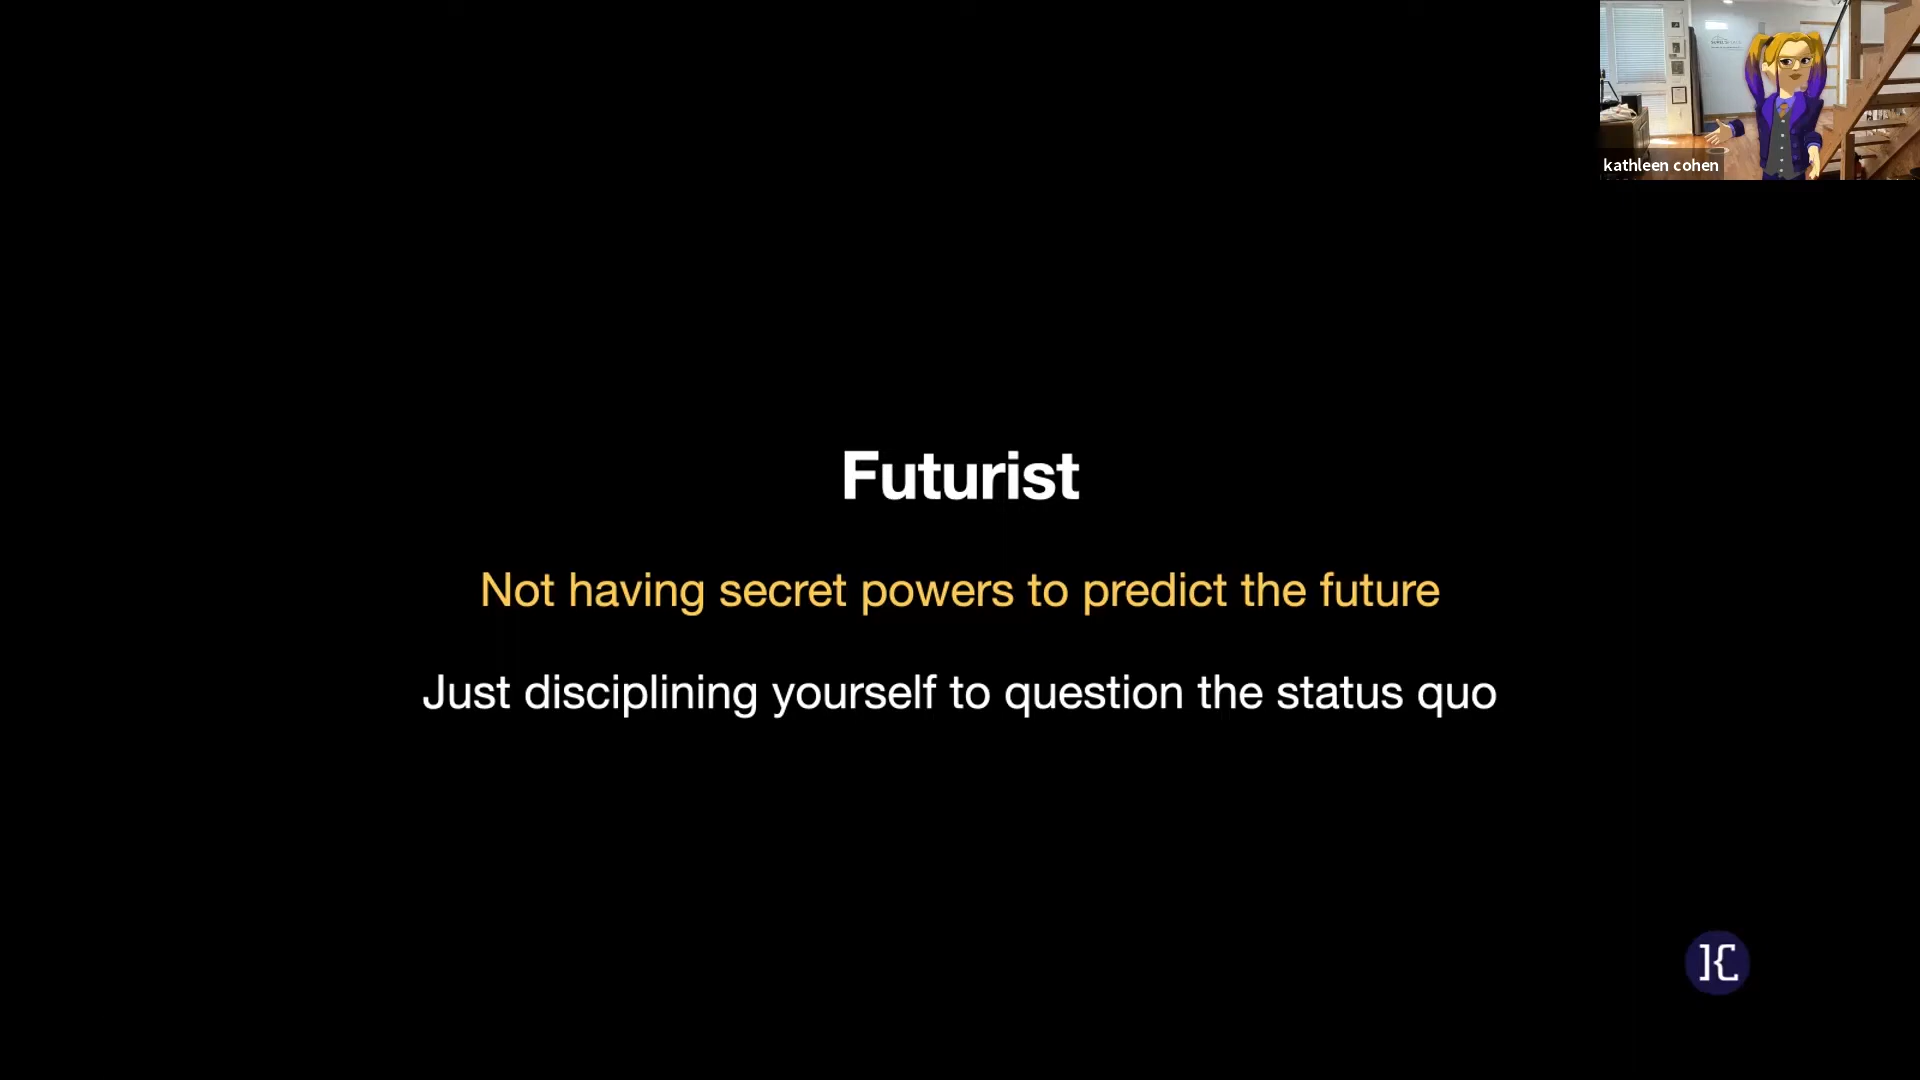 kathleen cohen
Futurist
Not having secret powers to predict the future
Just disciplining yourself to question the status quo